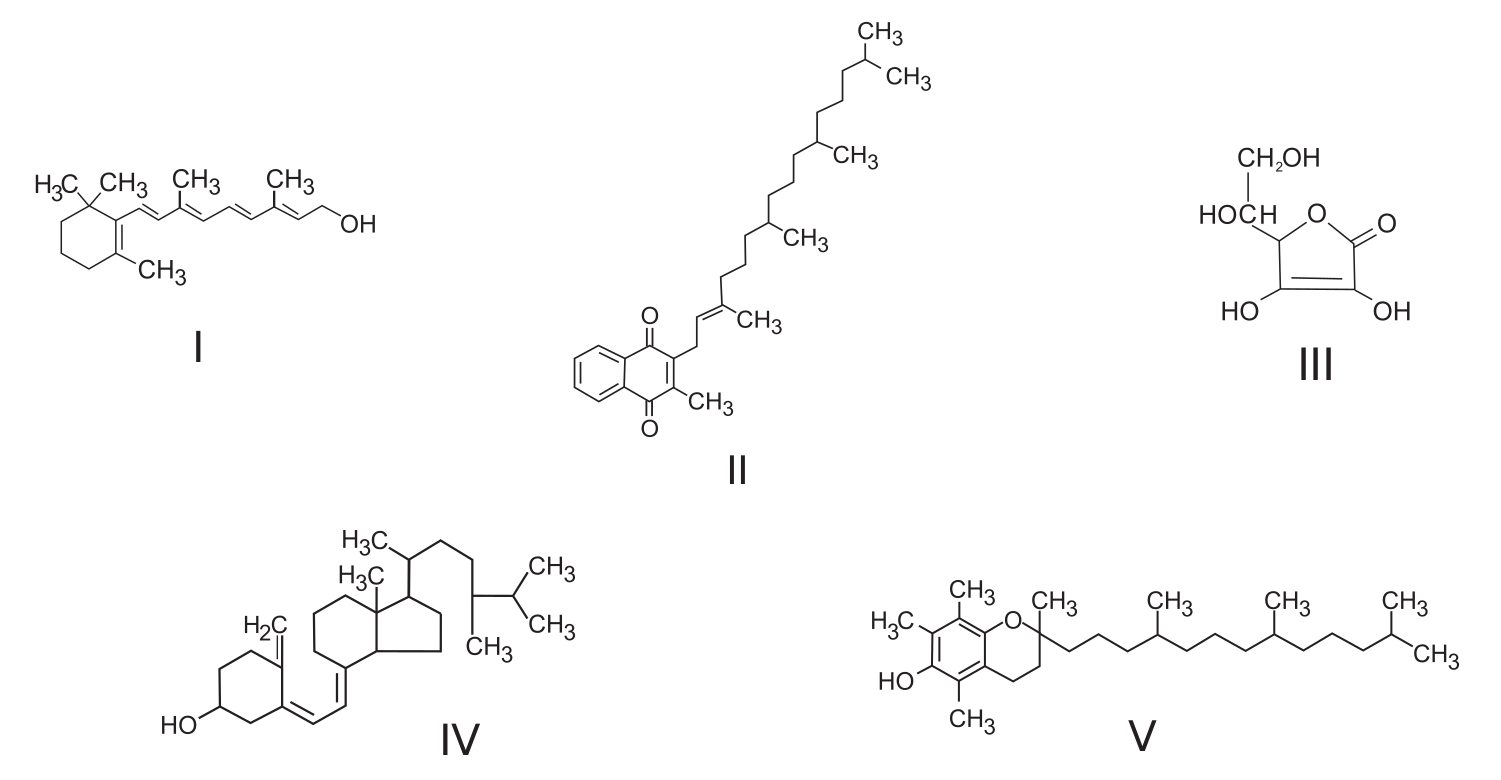 H₃C CH₃ CH₃ CH₃
OH
CH₃
I
CH₃
CH₃
CH₃
CH₃
CH₃
O
CH₃
O
II
CH₂OH
HOCH O O
HO OH
III
H₃C CH₃
H₃C
CH₃
H₂C CH₃
HO
IV
CH₃ CH₃ CH₃ CH₃ CH₃
H₃C O
CH₃
HO
CH₃
V